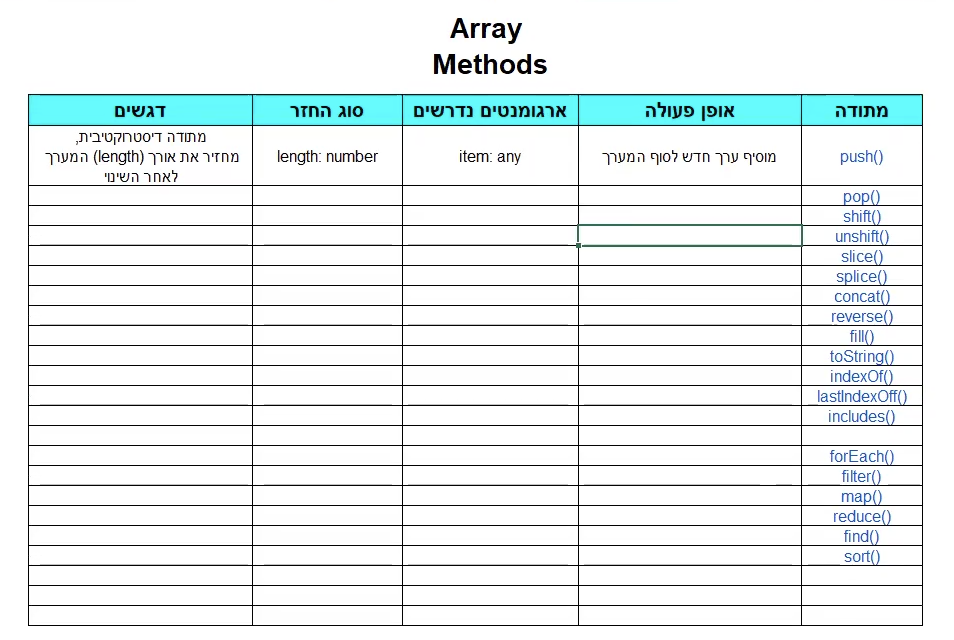 Array
Methods
מתודה אופן פעולה ארגומנטים נדרשים סוג החזר דגשים
push() מוסיף ערך חדש לסוף המערך item: any length: number מתודה דיסטרוקטיבית,
מחזיר את אורך (length) המערך
לאחר השינוי
pop()
shift()
unshift()
slice()
splice()
concat()
reverse()
fill()
toString()
indexOf()
lastIndexOff()
includes()
forEach()
filter()
map()
reduce()
find()
sort()